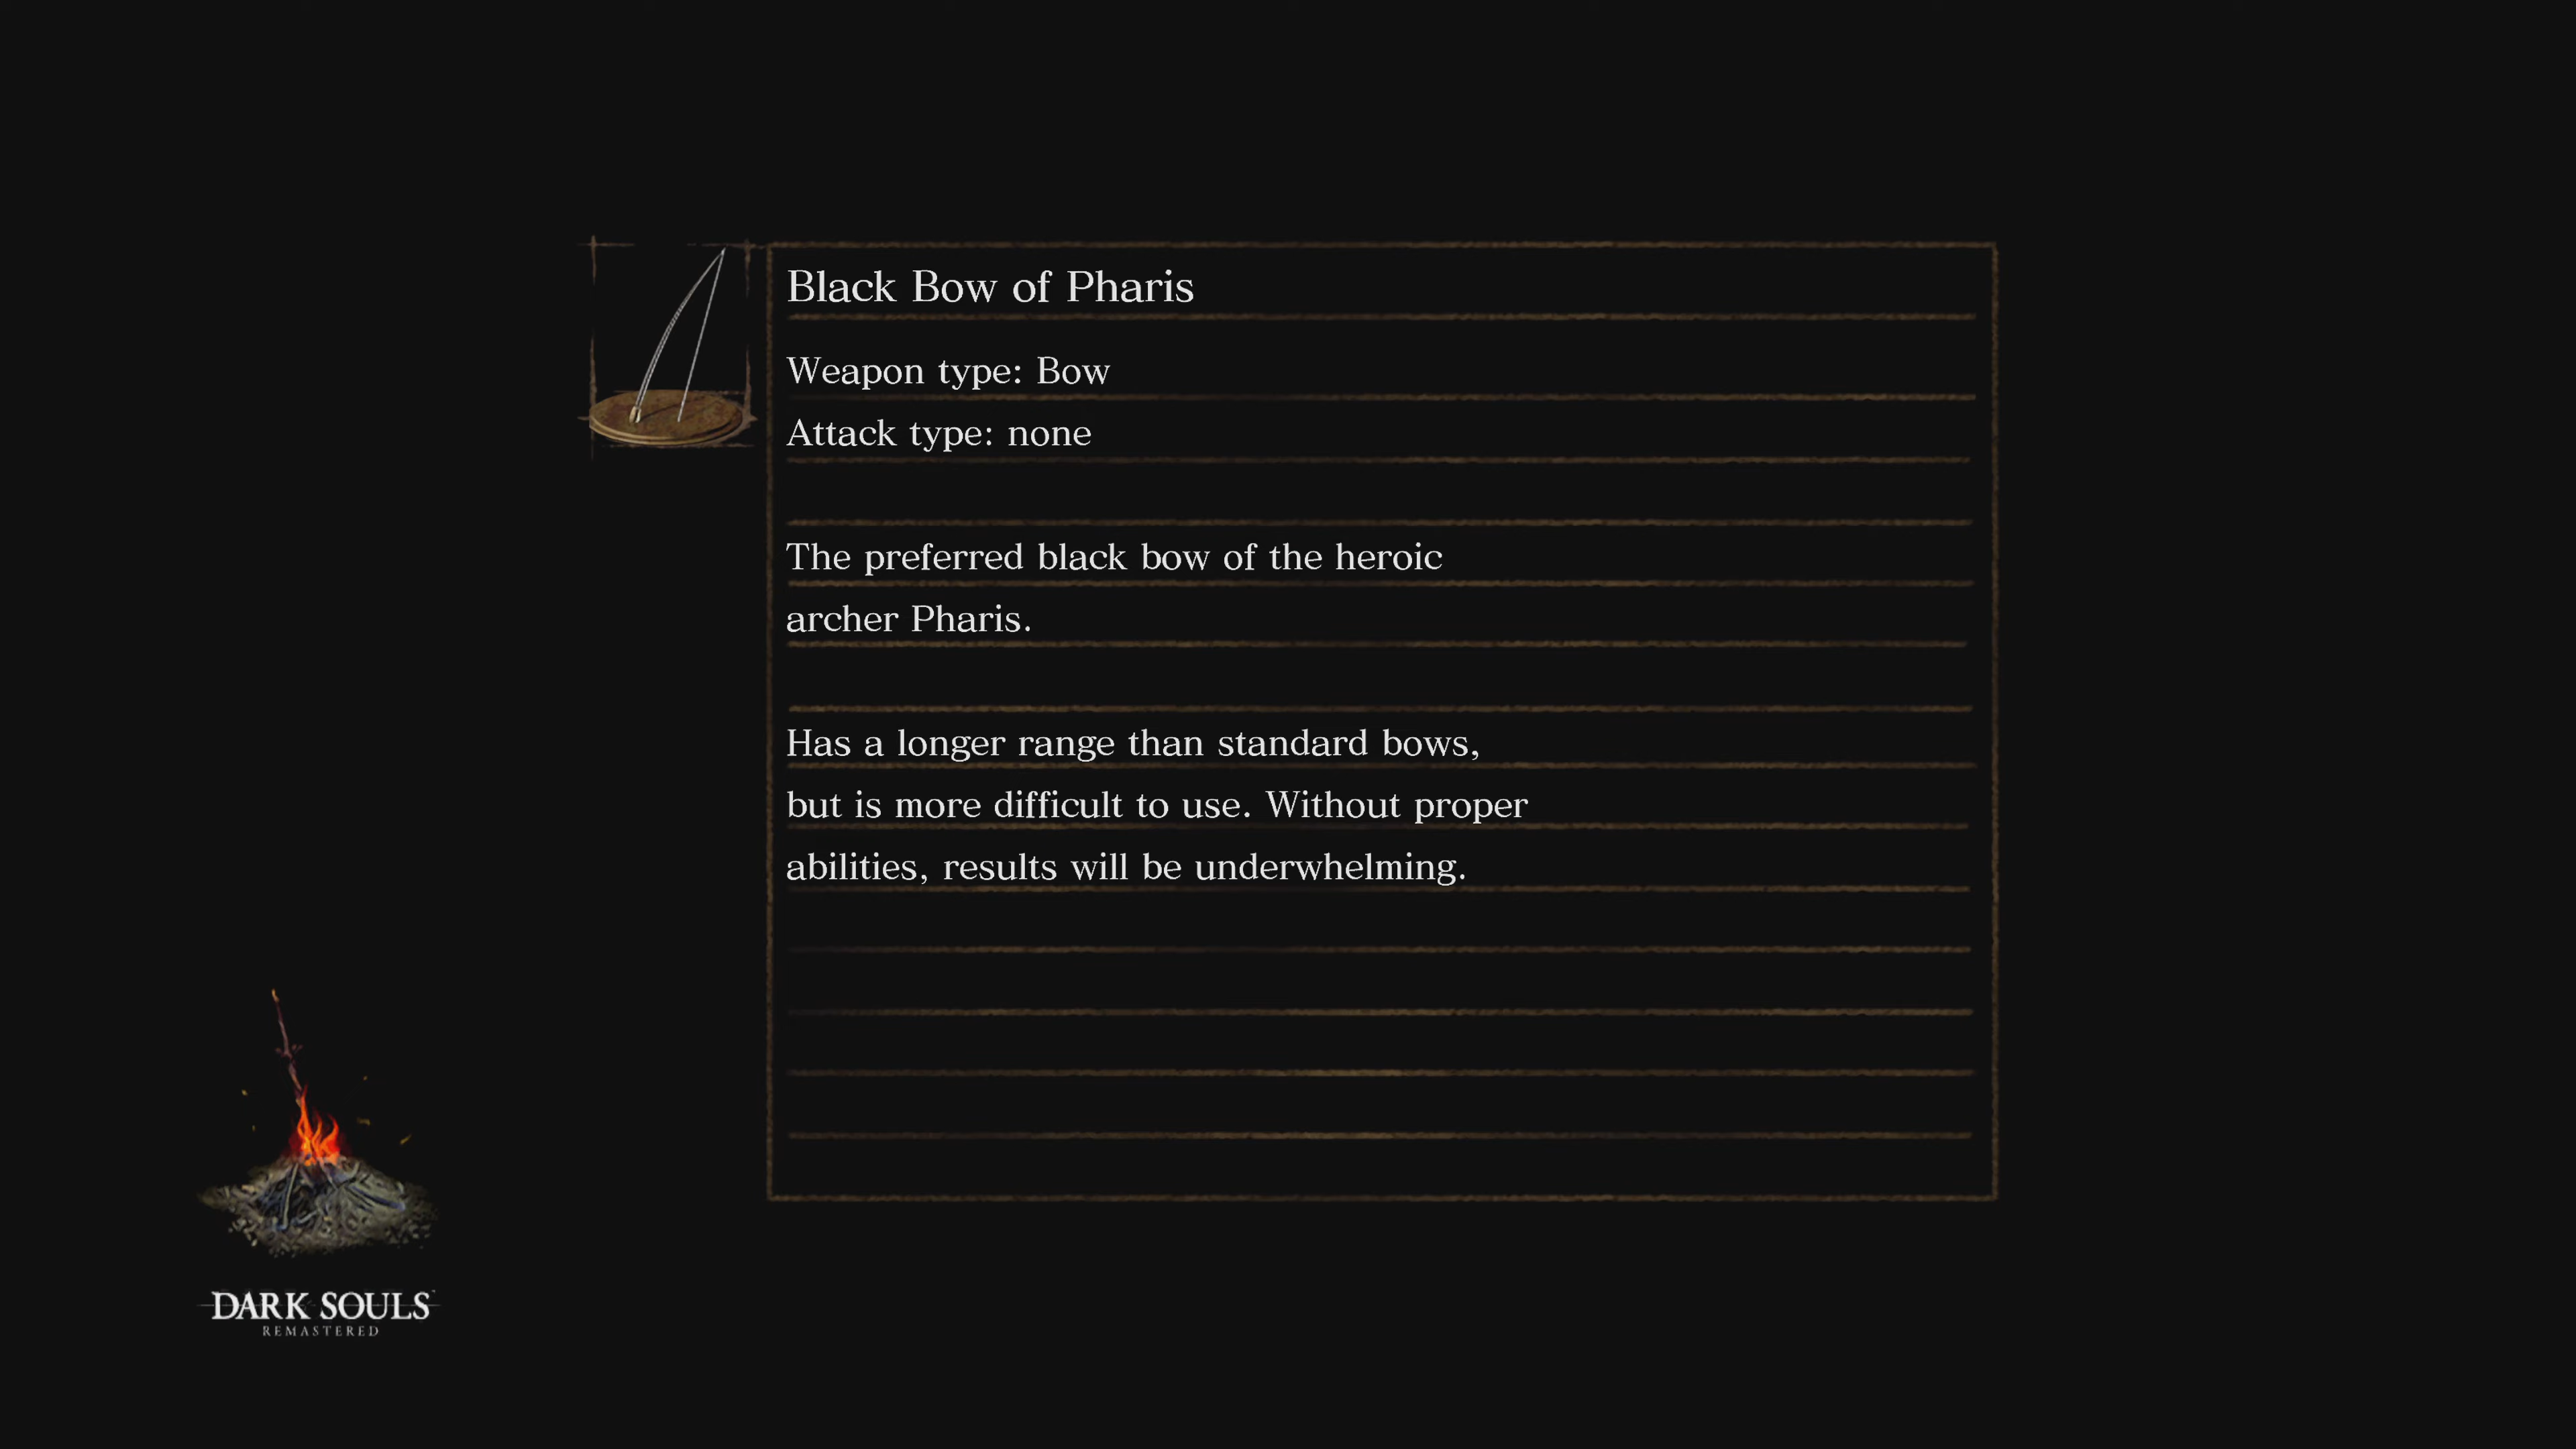 Black Bow of Pharis
Weapon type: Bow
Attack type: none
The preferred black bow of the heroic
archer Pharis.
Has a longer range than standard bows,
but is more difficult to use. Without proper
abilities, results will be underwhelming.
DARK SOULS
REMASTERED